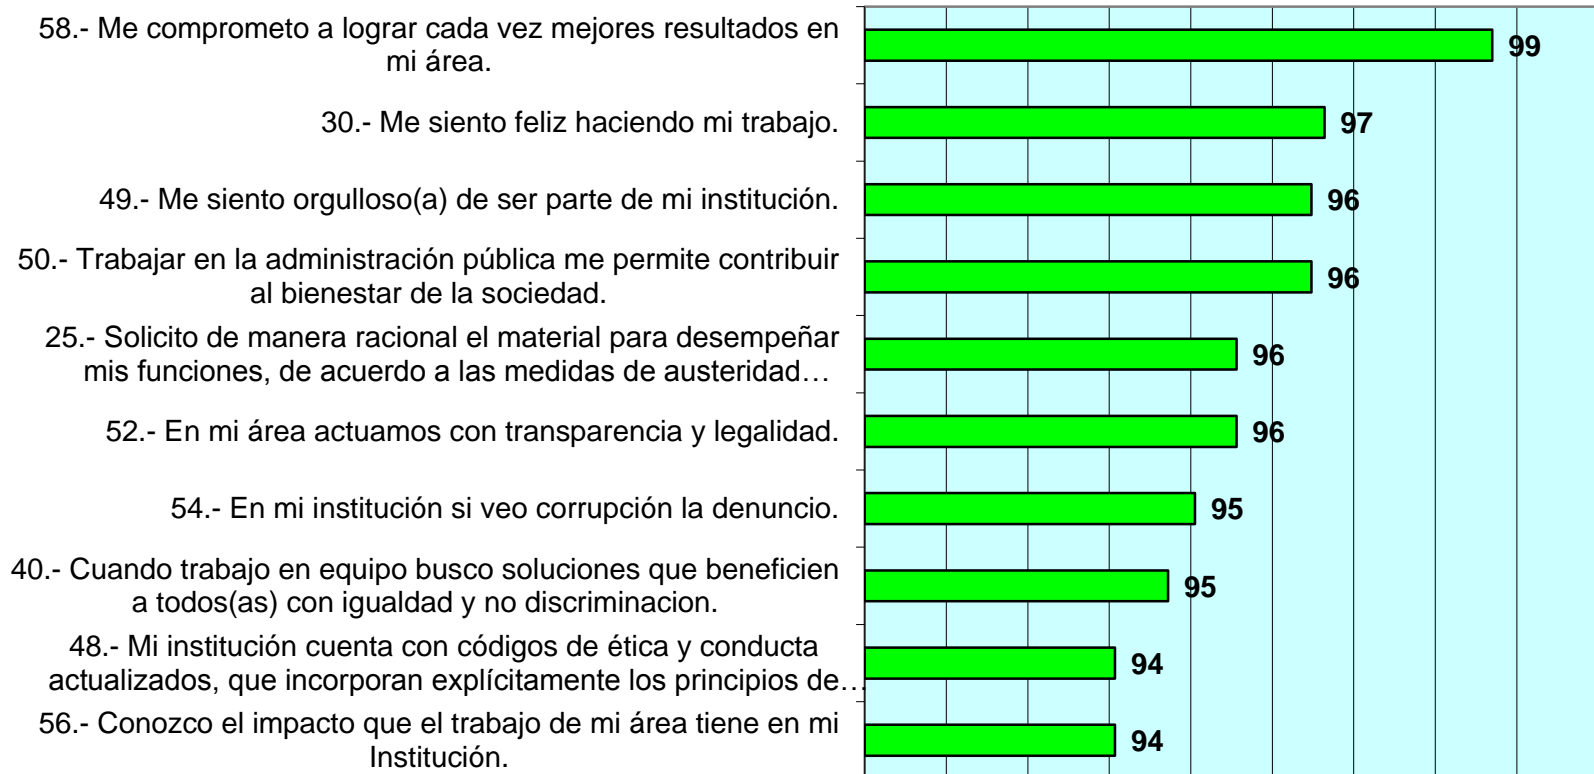 58.- Me comprometo a lograr cada vez mejores resultados en
mi área.
99
30.- Me siento feliz haciendo mi trabajo.
97
49.- Me siento orgulloso(a) de ser parte de mi institución.
96
50.- Trabajar en la administración pública me permite contribuir
al bienestar de la sociedad.
96
25.- Solicito de manera racional el material para desempeñar
mis funciones, de acuerdo a las medidas de austeridad…
96
52.- En mi área actuamos con transparencia y legalidad.
96
54.- En mi institución si veo corrupción la denuncio.
95
40.- Cuando trabajo en equipo busco soluciones que beneficien
a todos(as) con igualdad y no discriminacion.
95
48.- Mi institución cuenta con códigos de ética y conducta
actualizados, que incorporan explícitamente los principios de…
94
56.- Conozco el impacto que el trabajo de mi área tiene en mi
Institución.
94